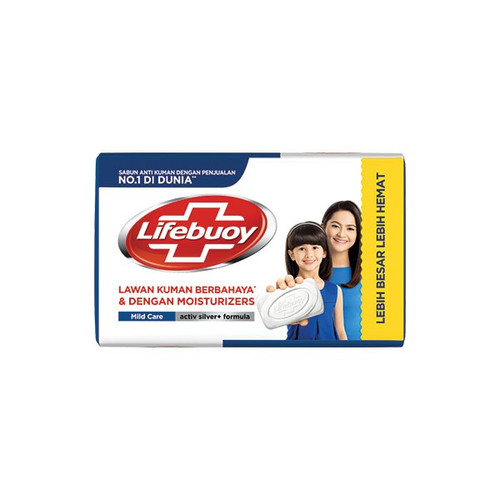 SABUN ANTI KUMAN DENGAN PENJUALAN
NO.1 DI DUNIA**
Lifebuoy
LAWAN KUMAN BERBAHAYA*
& DENGAN MOISTURIZERS
Mild Care
activ silver+ formula
LEBIH BESAR LEBIH HEMAT